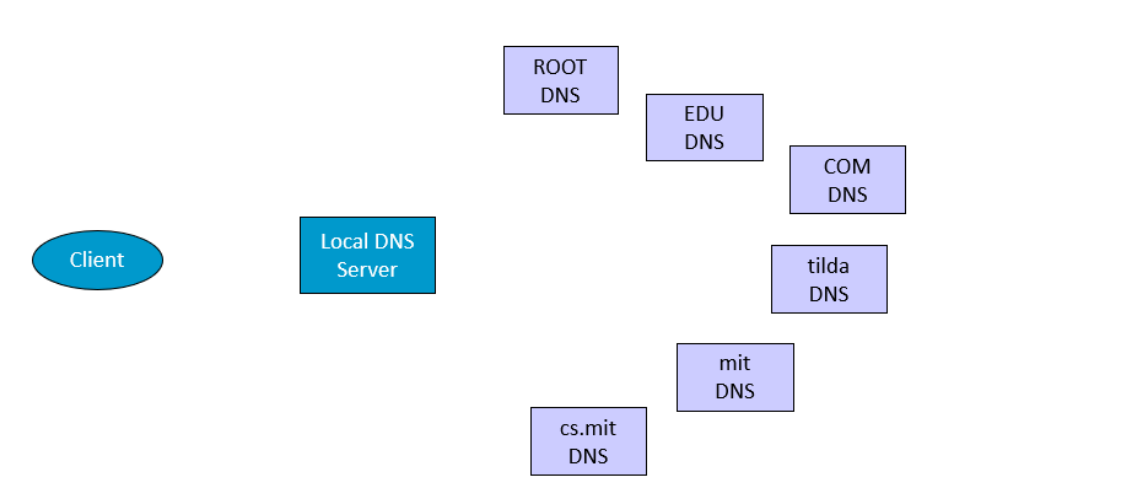 ROOT
DNS
EDU
DNS
COM
DNS
Client
Local DNS
Server
tilda
DNS
mit
DNS
cs.mit
DNS